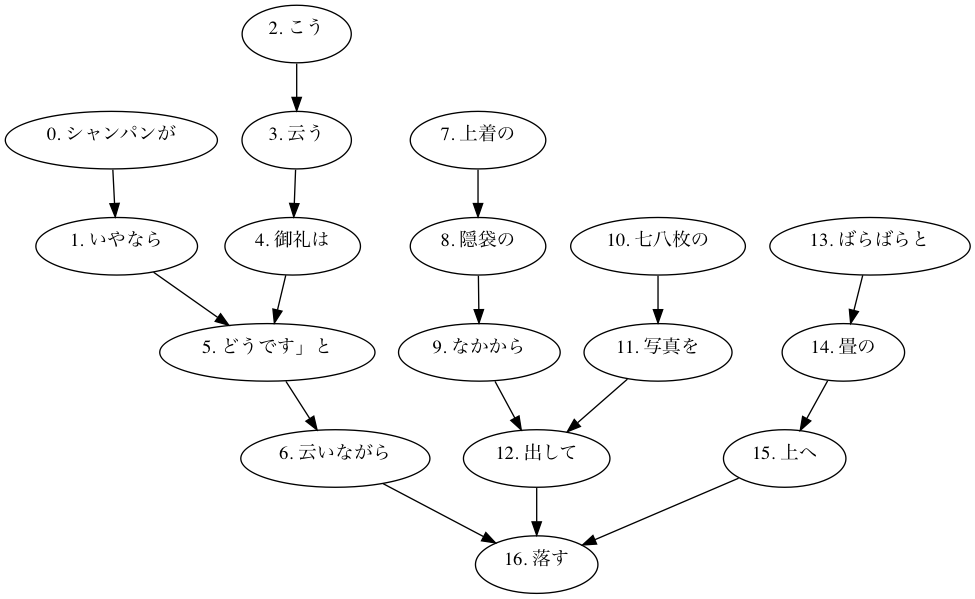 2. こう
0. シャンパンが
3. 云う
7. 上着の
1. いやなら
4. 御礼は
8. 隠袋の
10. 七八枚の
13. ばらばらと
5. どうです」と
9. なかから
11. 写真を
14. 畳の
6. 云いながら
12. 出して
15. 上へ
16. 落す